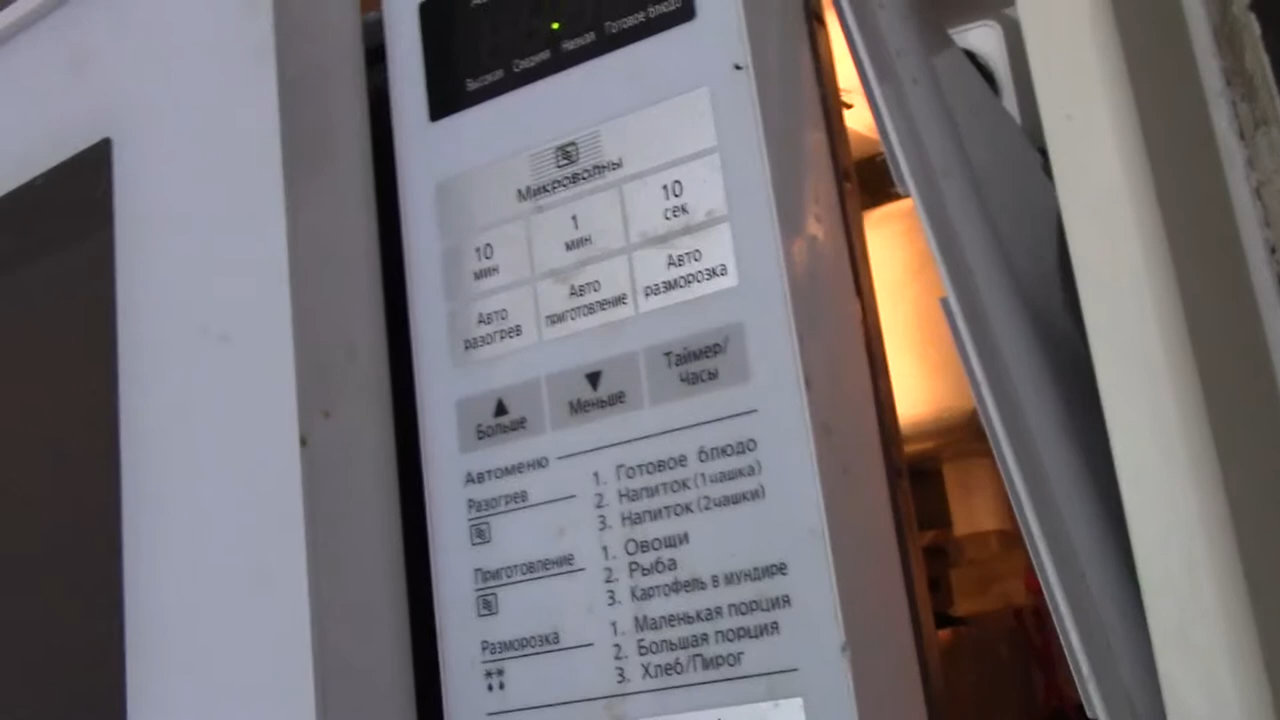 Высокая Средняя Низкая Готовое блюдо
Микроволны
10 мин
1 мин
10 сек
Авто разогрев
Авто приготовление
Авто разморозка
Больше
Меньше
Таймер/Часы
Автоменю
Разогрев
1. Готовое блюдо
2. Напиток (1чашка)
3. Напиток (2чашки)
Приготовление
1. Овощи
2. Рыба
3. Картофель в мундире
Разморозка
1. Маленькая порция
2. Большая порция
3. Хлеб/Пирог